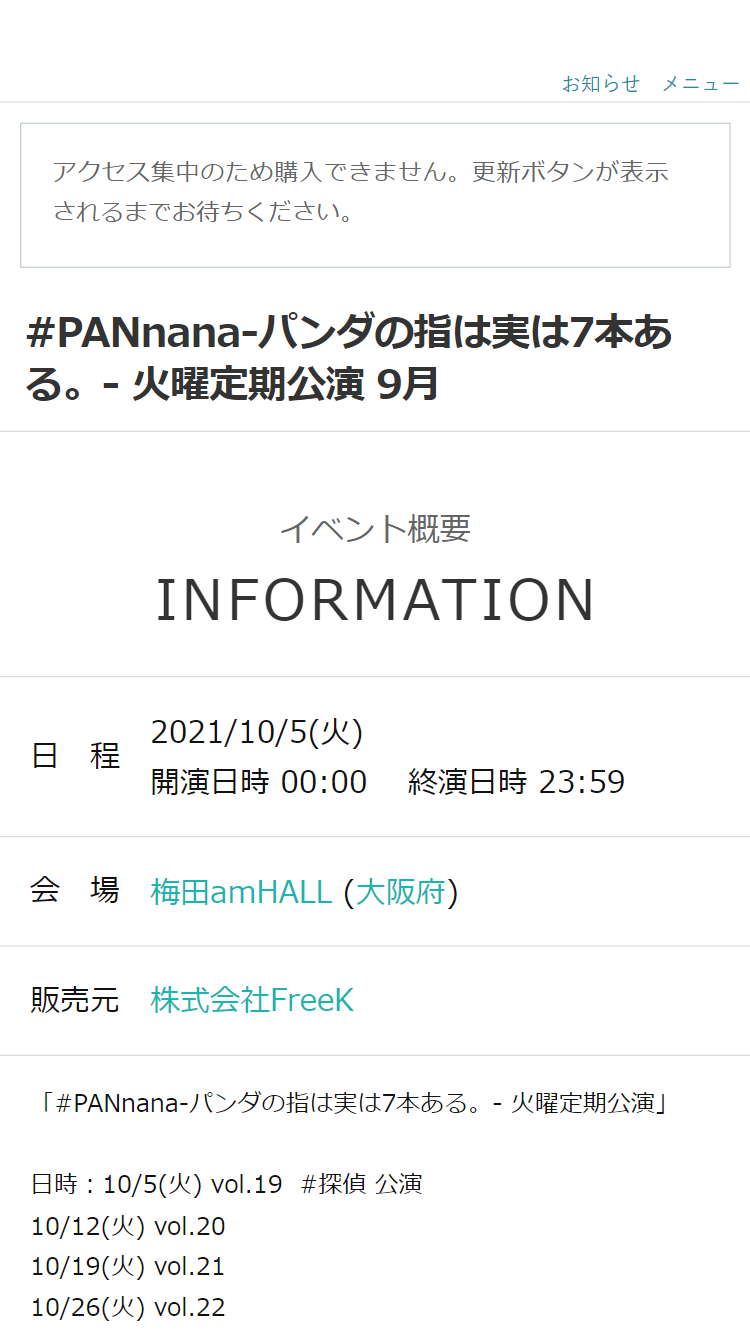 お知らせ　メニュー
アクセス集中のため購入できません。更新ボタンが表示
されるまでお待ちください。
#PANnana-パンダの指は実は7本あ
る。- 火曜定期公演 9月
イベント概要
INFORMATION
日　程
2021/10/5(火)
開演日時 00:00　終演日時 23:59
会　場　梅田amHALL (大阪府)
販売元　株式会社FreeK
「#PANnana-パンダの指は実は7本ある。- 火曜定期公演」
日時：10/5(火) vol.19  #探偵 公演
10/12(火) vol.20
10/19(火) vol.21
10/26(火) vol.22